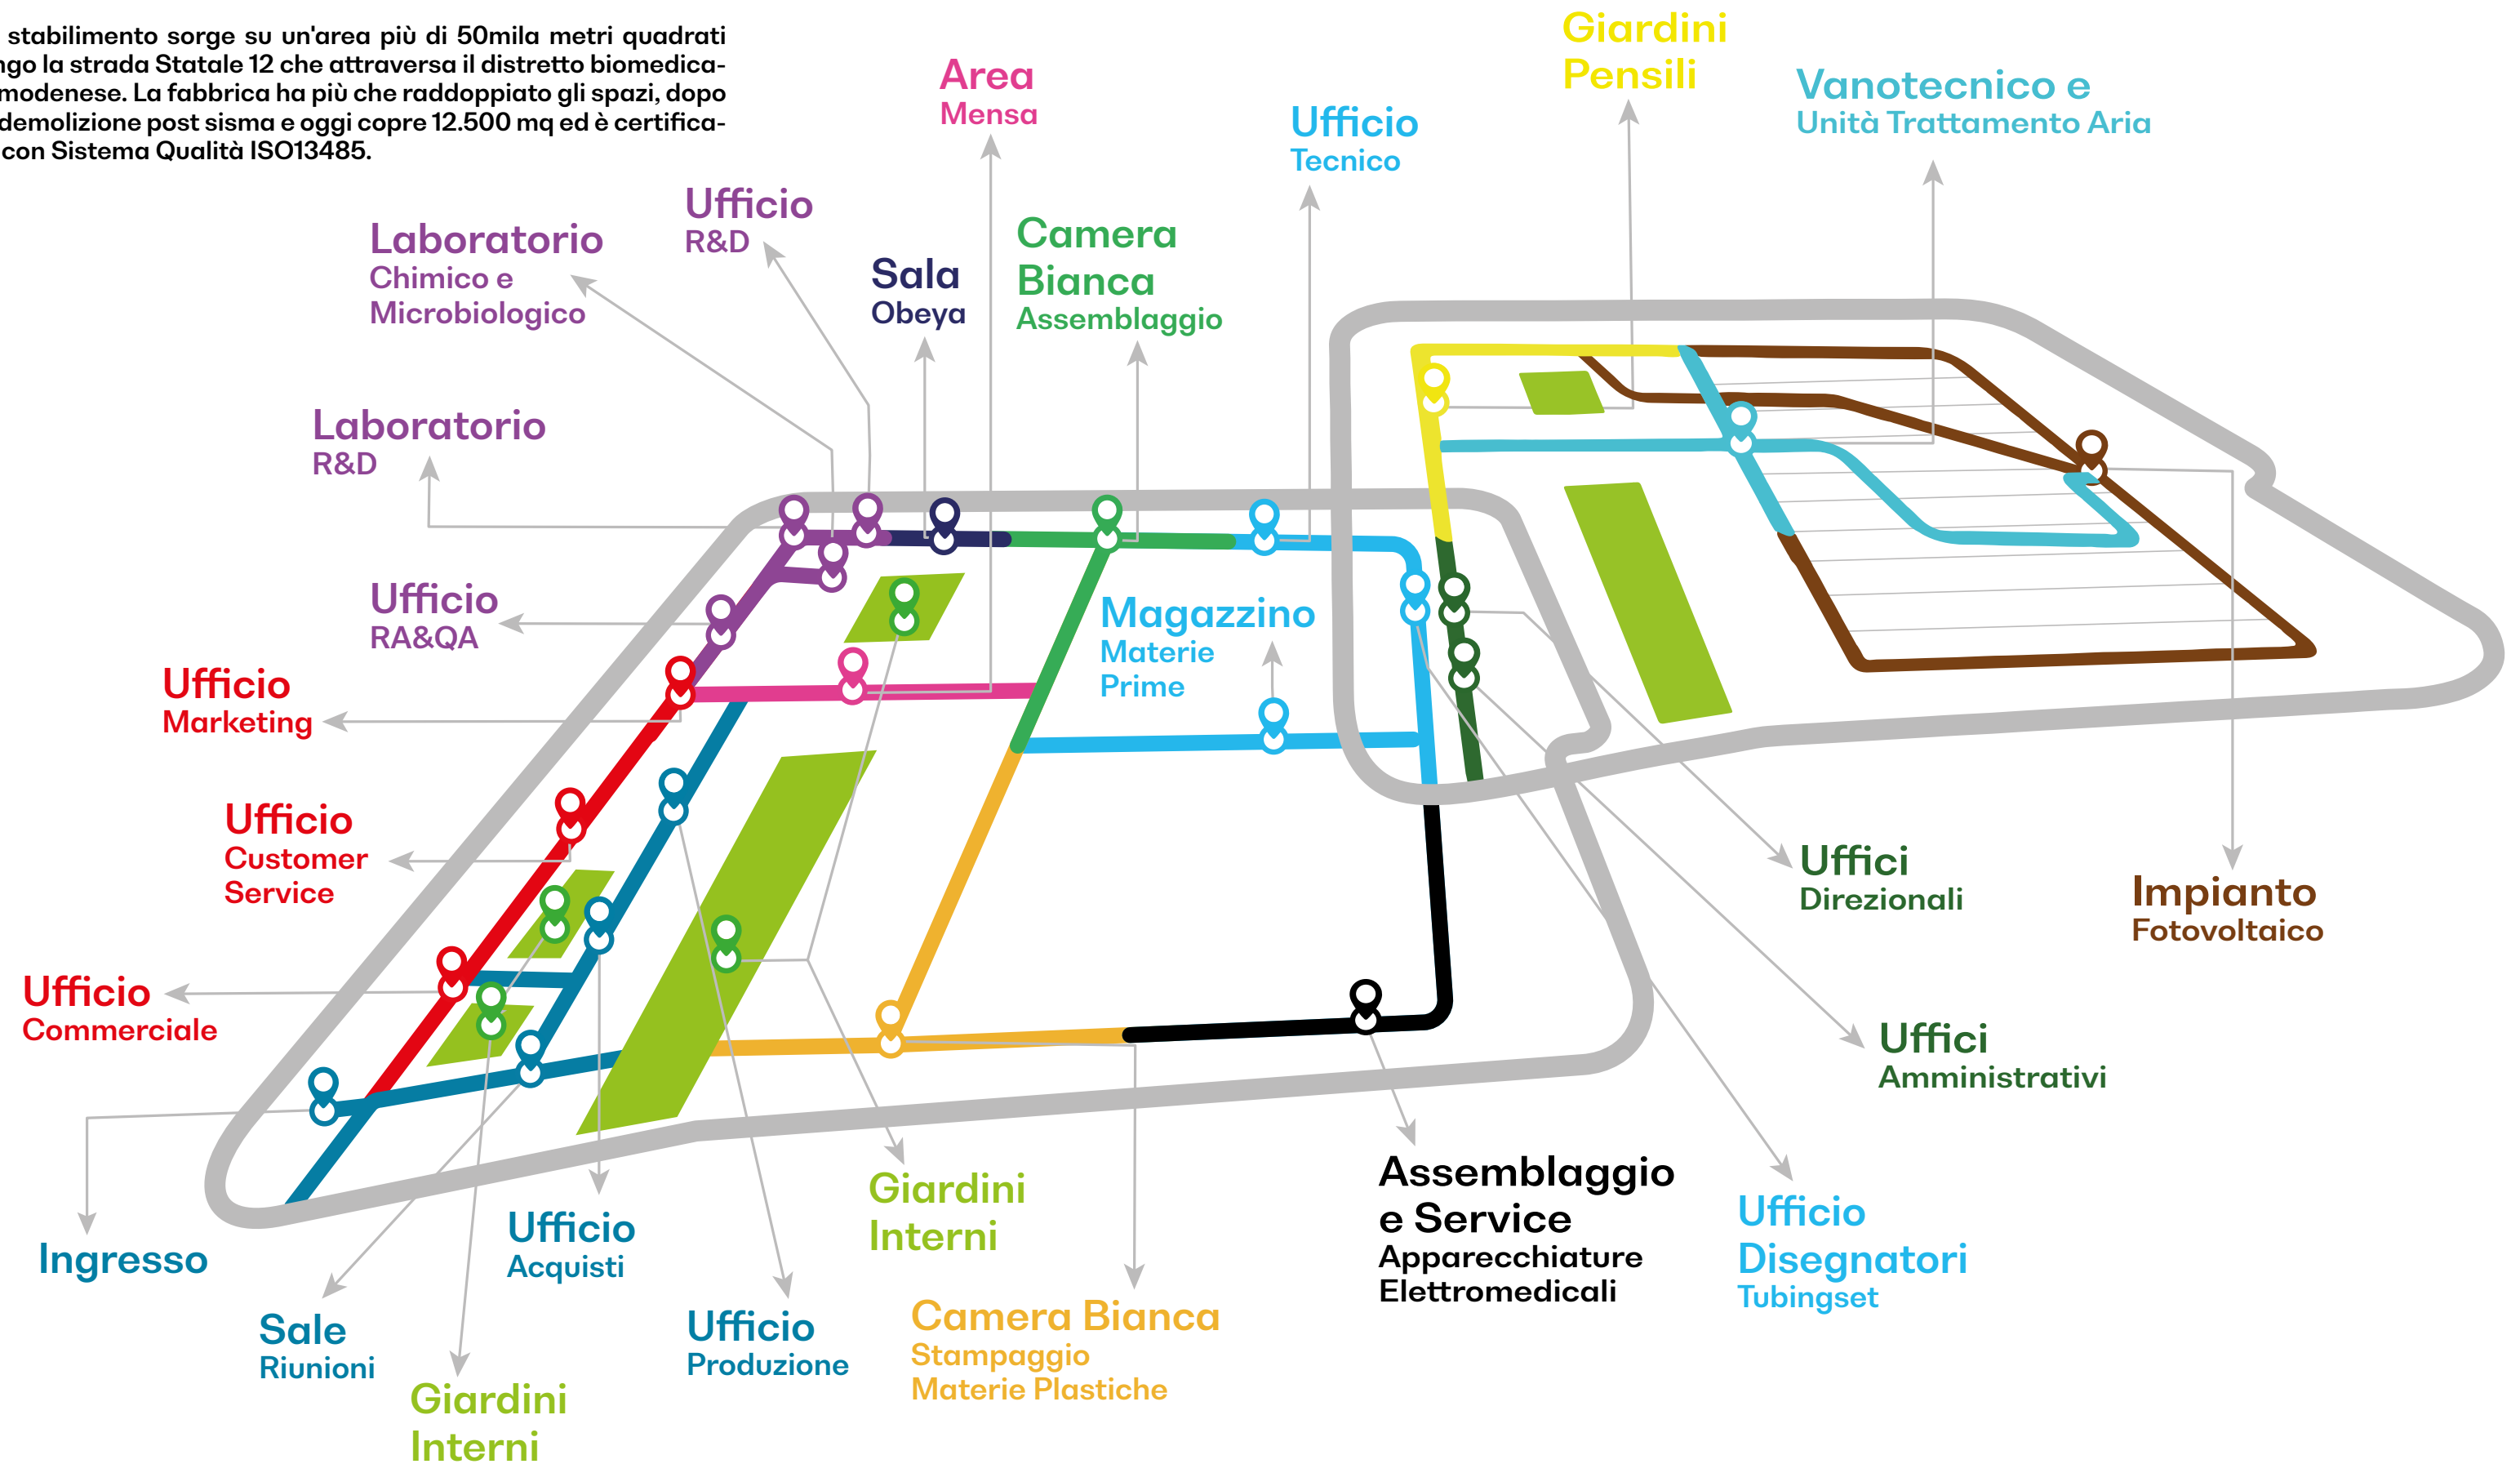 stabilimento sorge su un'area più di 50mila metri quadrati
ngo la strada Statale 12 che attraversa il distretto biomedica-
modenese. La fabbrica ha più che raddoppiato gli spazi, dopo
demolizione post sisma e oggi copre 12.500 mq ed è certifica-
con Sistema Qualità ISO13485.
Giardini
Pensili
Area
Mensa
Vanotecnico e
Unità Trattamento Aria
Ufficio
Tecnico
Ufficio
R&D
Laboratorio
Chimico e
Microbiologico
Camera
Bianca
Assemblaggio
Sala
Obeya
Laboratorio
R&D
Ufficio
RA&QA
Magazzino
Materie
Prime
Ufficio
Marketing
Ufficio
Customer
Service
Uffici
Direzionali
Impianto
Fotovoltaico
Ufficio
Commerciale
Uffici
Amministrativi
Assemblaggio
e Service
Apparecchiature
Elettromedicali
Giardini
Interni
Ufficio
Disegnatori
Tubingset
Ufficio
Acquisti
Ingresso
Camera Bianca
Stampaggio
Materie Plastiche
Sale
Riunioni
Ufficio
Produzione
Giardini
Interni